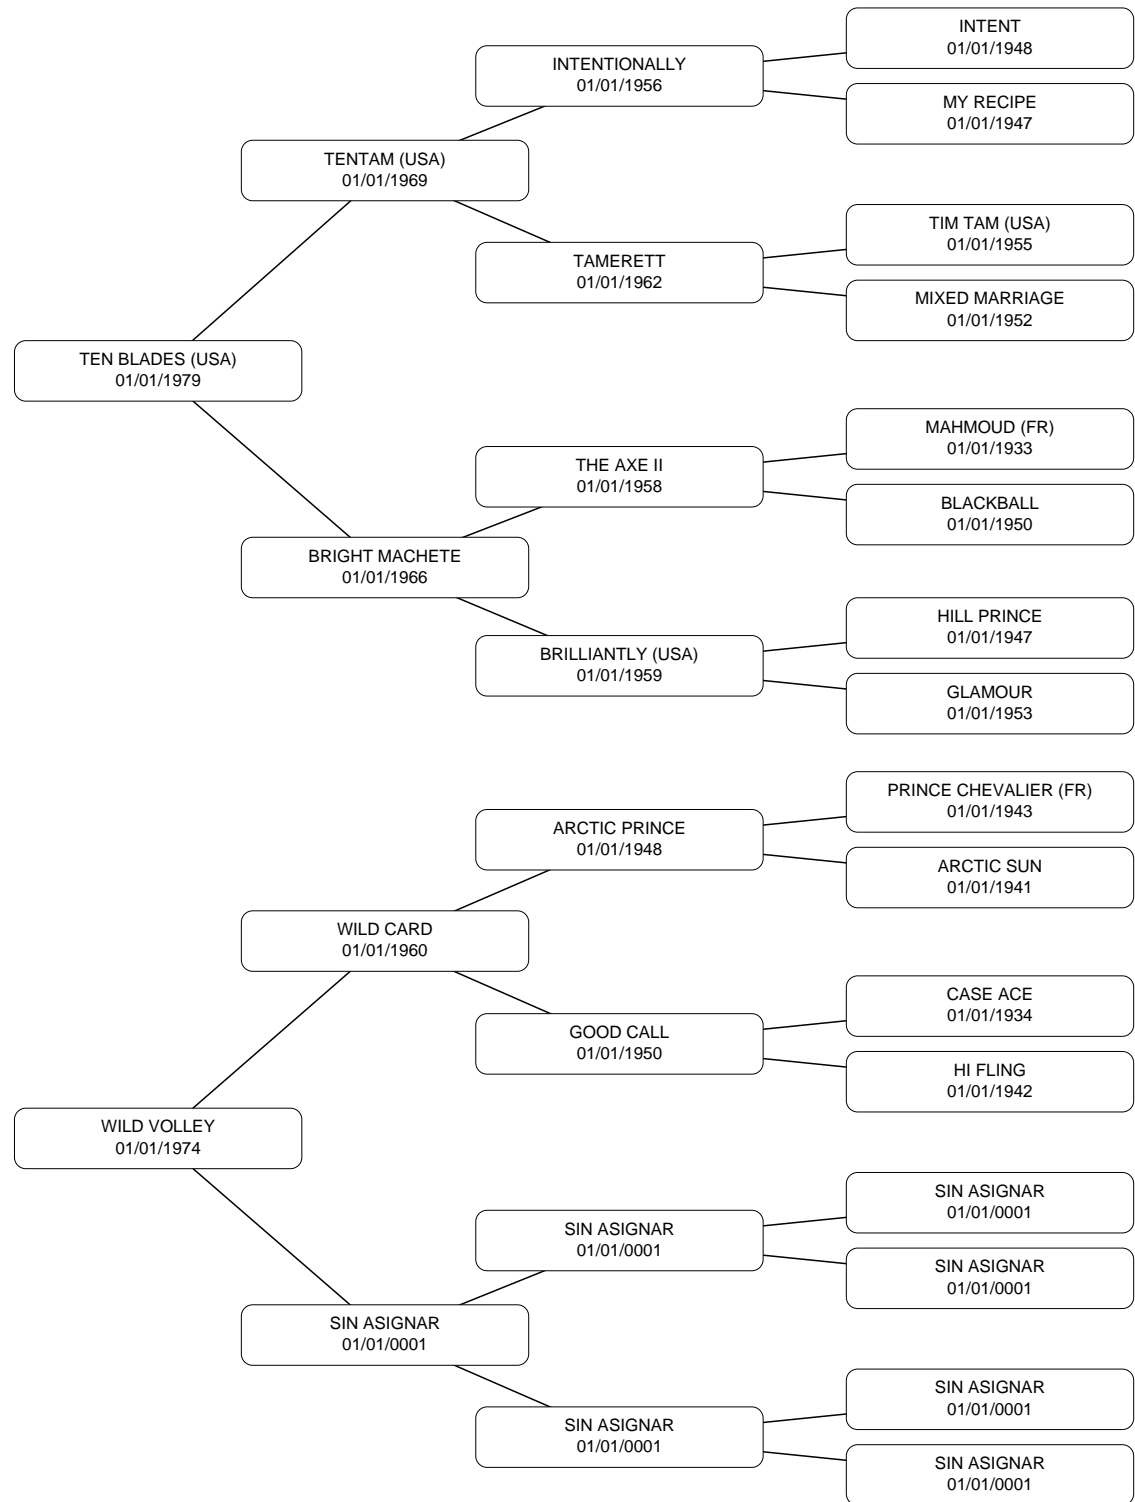 INTENT
01/01/1948
INTENTIONALLY
01/01/1956
MY RECIPE
01/01/1947
TENTAM (USA)
01/01/1969
TIM TAM (USA)
01/01/1955
TAMERETT
01/01/1962
MIXED MARRIAGE
01/01/1952
TEN BLADES (USA)
01/01/1979
MAHMOUD (FR)
01/01/1933
THE AXE II
01/01/1958
BLACKBALL
01/01/1950
BRIGHT MACHETE
01/01/1966
HILL PRINCE
01/01/1947
BRILLIANTLY (USA)
01/01/1959
GLAMOUR
01/01/1953
PRINCE CHEVALIER (FR)
01/01/1943
ARCTIC PRINCE
01/01/1948
ARCTIC SUN
01/01/1941
WILD CARD
01/01/1960
CASE ACE
01/01/1934
GOOD CALL
01/01/1950
HI FLING
01/01/1942
WILD VOLLEY
01/01/1974
SIN ASIGNAR
01/01/0001
SIN ASIGNAR
01/01/0001
SIN ASIGNAR
01/01/0001
SIN ASIGNAR
01/01/0001
SIN ASIGNAR
01/01/0001
SIN ASIGNAR
01/01/0001
SIN ASIGNAR
01/01/0001